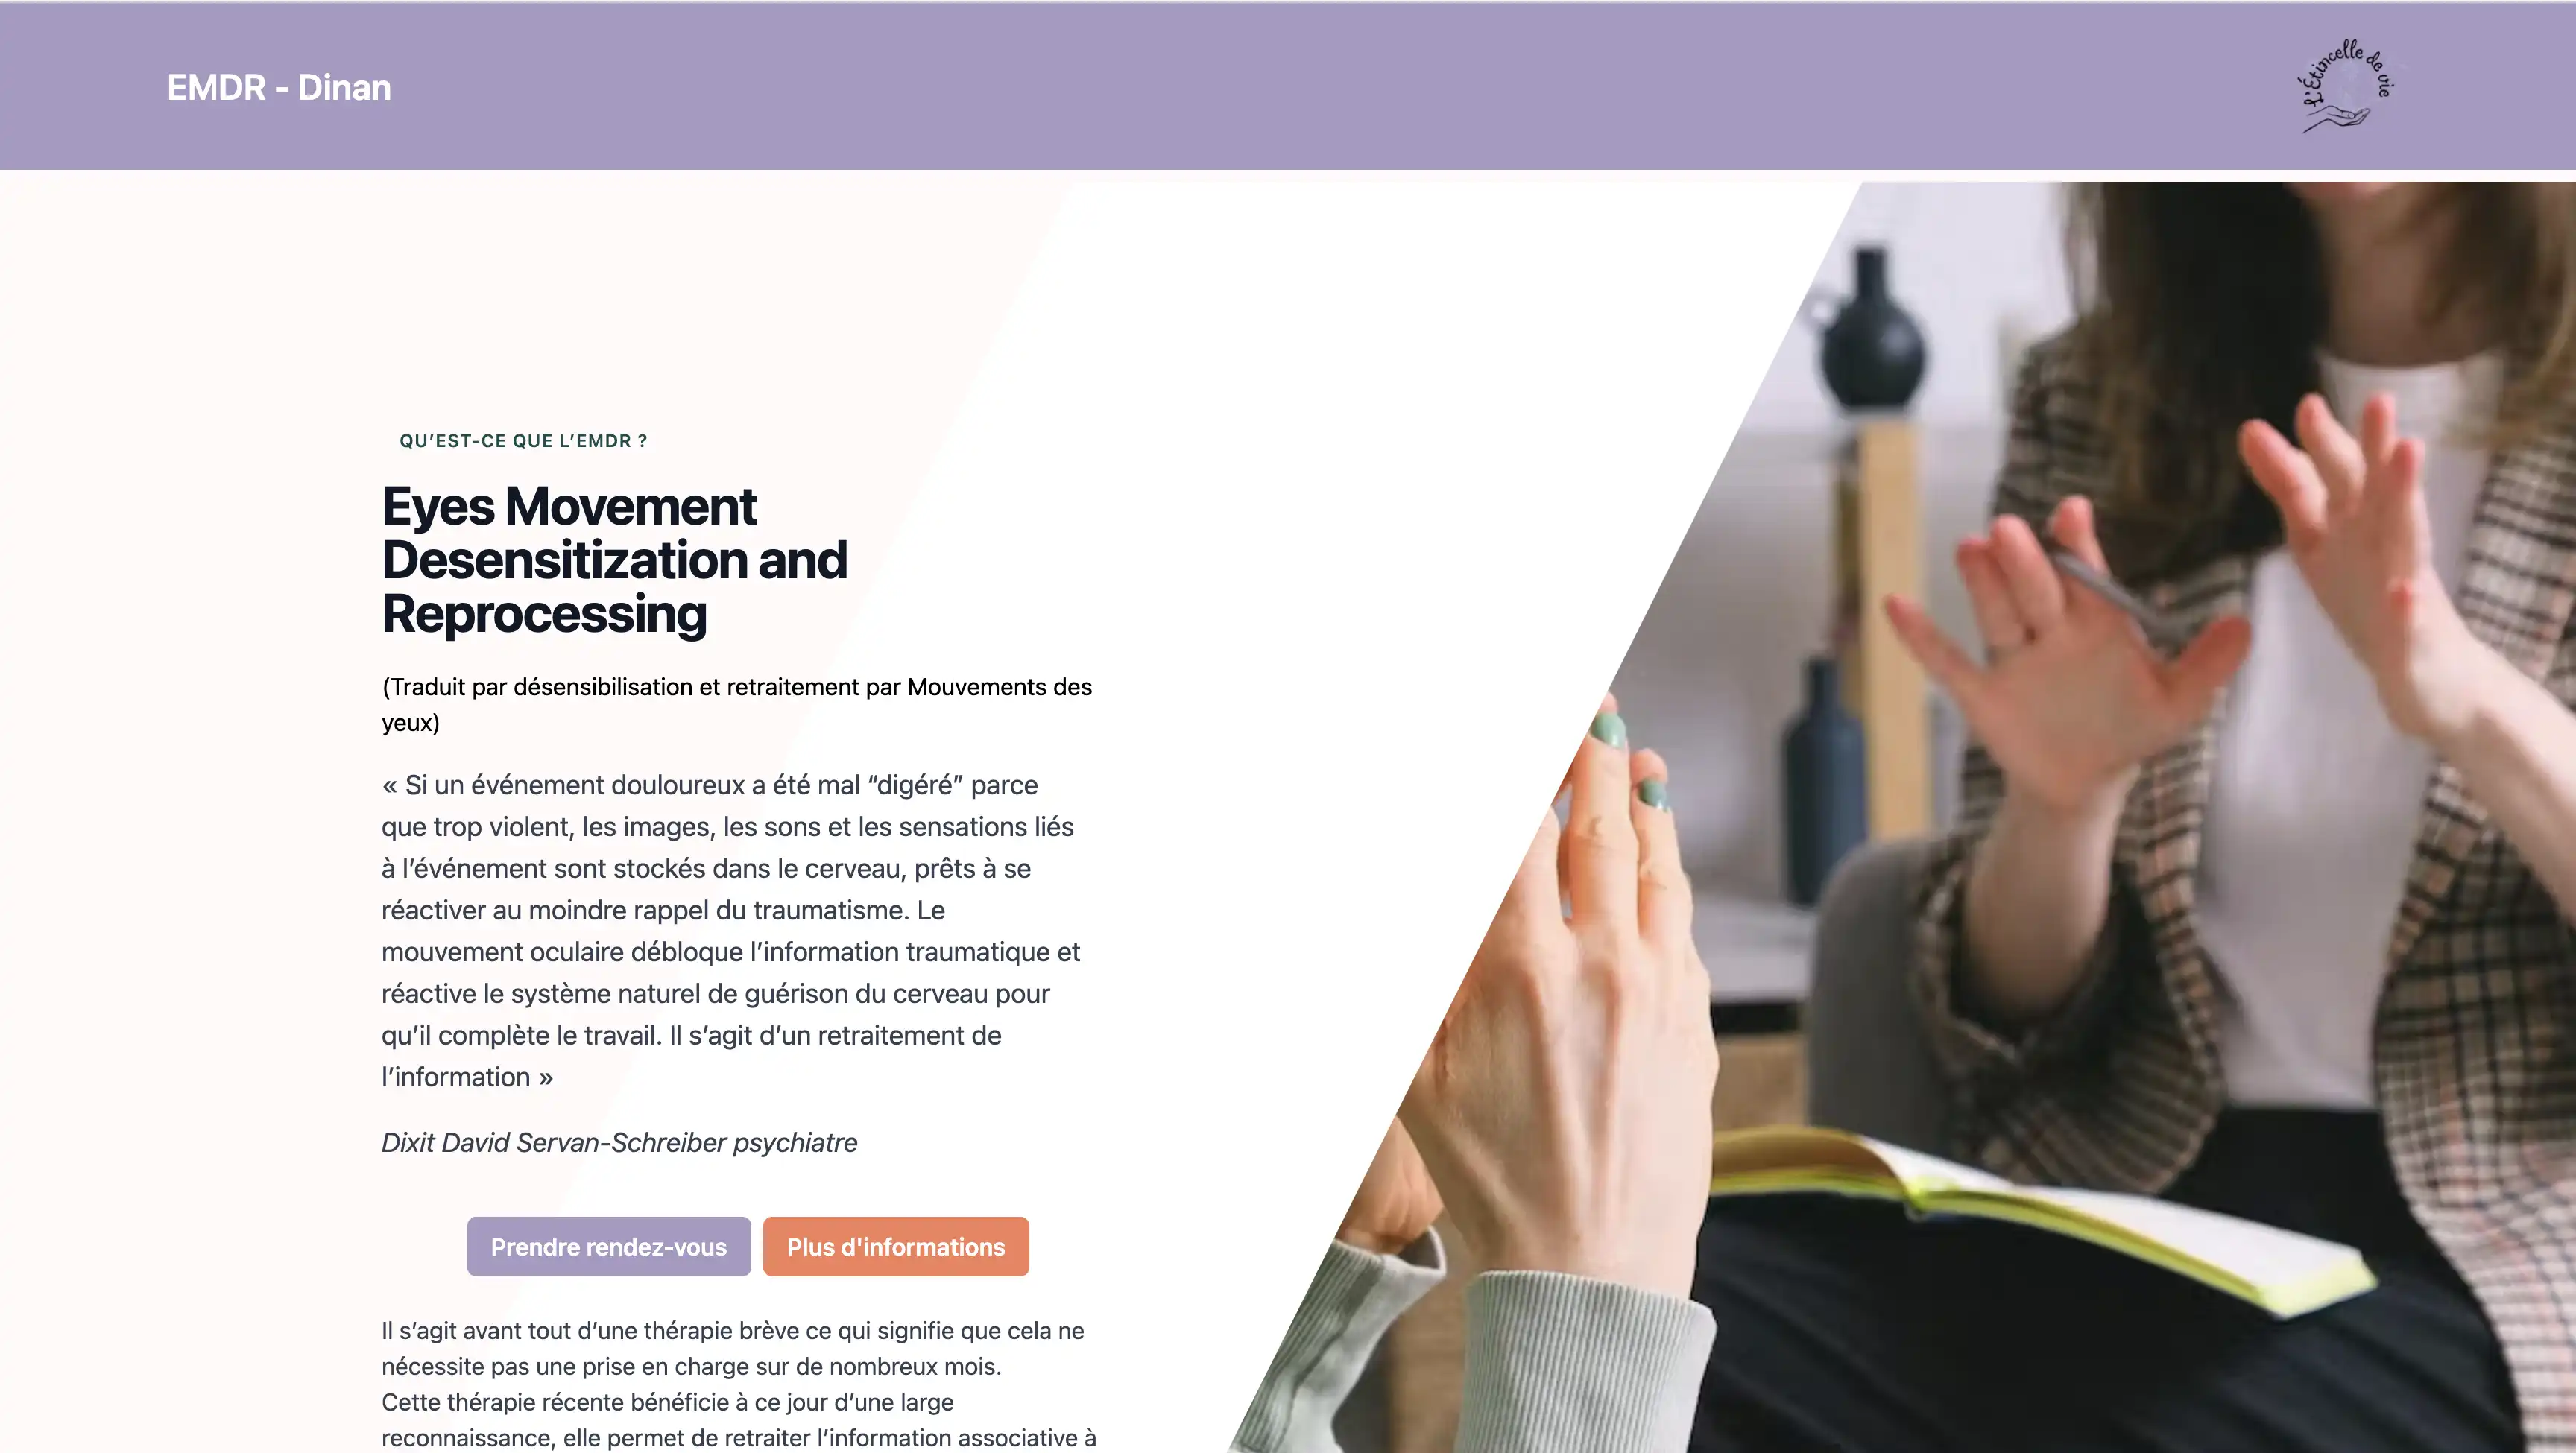 EMDR - Dinan
L'Étincelle de vie
QU’EST-CE QUE L’EMDR ?
Eyes Movement
Desensitization and
Reprocessing
(Traduit par désensibilisation et retraitement par Mouvements des
yeux)
« Si un événement douloureux a été mal “digéré” parce
que trop violent, les images, les sons et les sensations liés
à l’événement sont stockés dans le cerveau, prêts à se
réactiver au moindre rappel du traumatisme. Le
mouvement oculaire débloque l’information traumatique et
réactive le système naturel de guérison du cerveau pour
qu’il complète le travail. Il s’agit d’un retraitement de
l’information »
Dixit David Servan-Schreiber psychiatre
Prendre rendez-vous
Plus d'informations
Il s’agit avant tout d’une thérapie brève ce qui signifie que cela ne
nécessite pas une prise en charge sur de nombreux mois.
Cette thérapie récente bénéficie à ce jour d’une large
reconnaissance, elle permet de retraiter l’information associative à